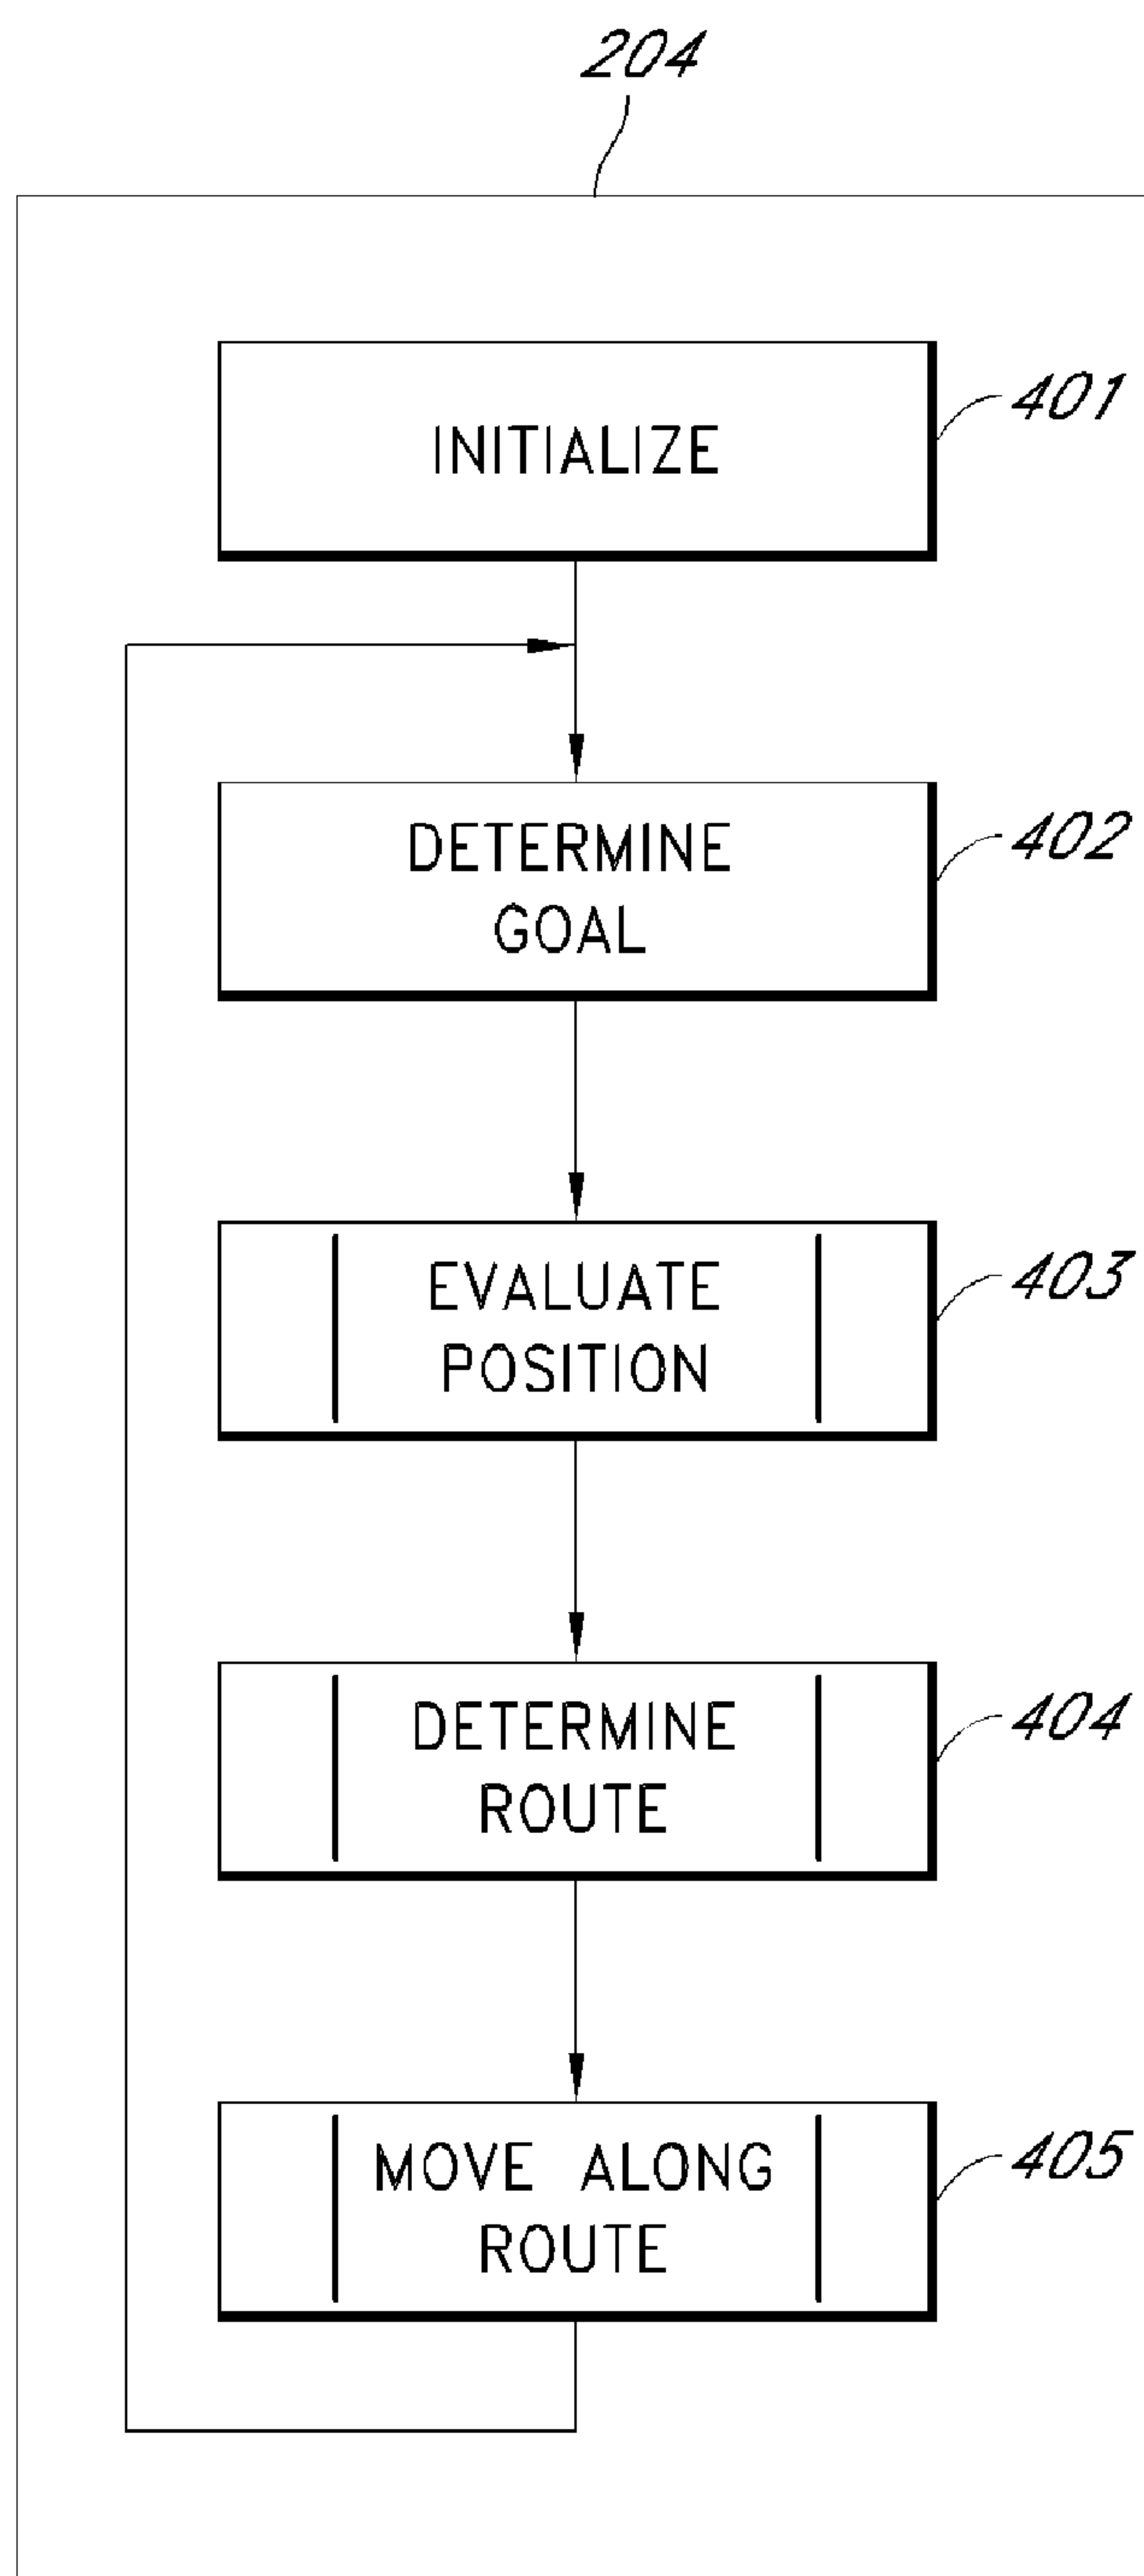 204
INITIALIZE
401
DETERMINE
GOAL
402
EVALUATE
POSITION
403
DETERMINE
ROUTE
404
MOVE ALONG
ROUTE
405